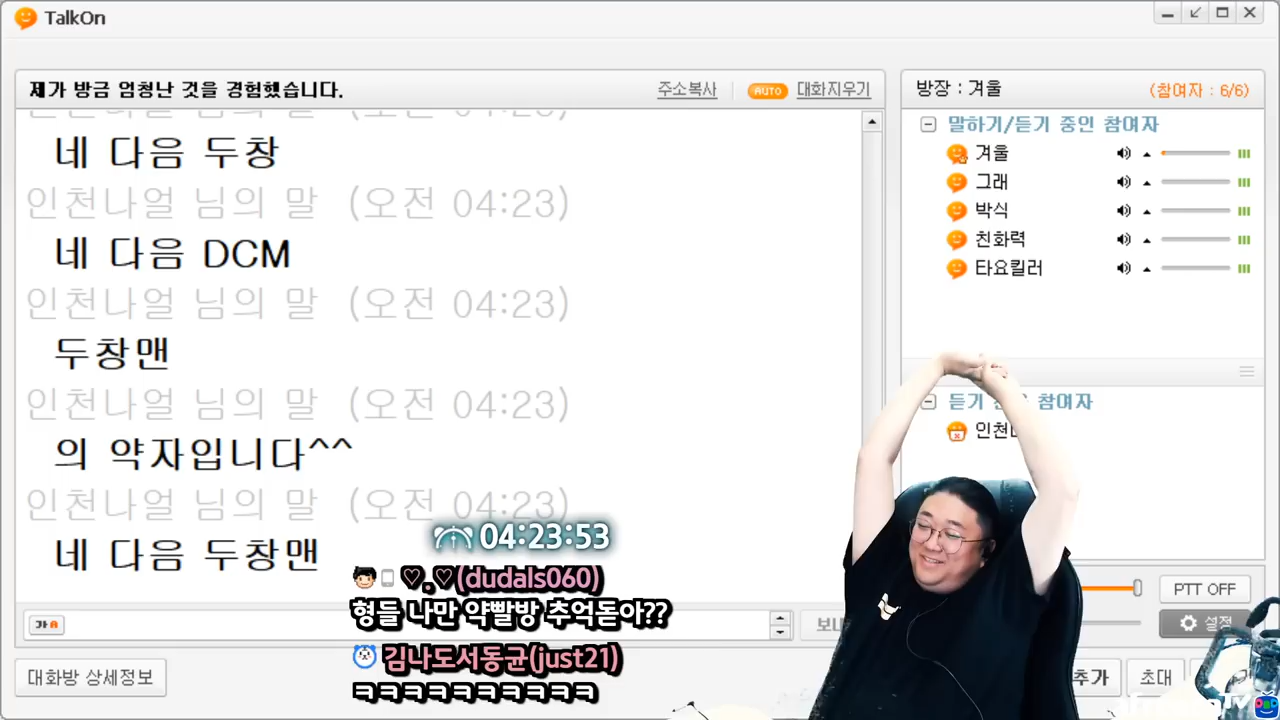 TalkOn
제가 방금 엄청난 것을 경험했습니다.
주소복사
AUTO
대화지우기
네 다음 두창
인천나얼 님의 말 (오전 04:23)
네 다음 DCM
인천나얼 님의 말 (오전 04:23)
두창맨
인천나얼 님의 말 (오전 04:23)
의 약자입니다^^
인천나얼 님의 말 (오전 04:23)
네 다음 두창맨
04:23:53
♥.♥(dudals060)
형들 나만 약빨방 추억돋아??
김나도서동균(just21)
ㅋㅋㅋㅋㅋㅋㅋㅋㅋㅋ
가A
대화방 상세정보
방장 : 겨울
(참여자 : 6/6)
말하기/듣기 중인 참여자
겨울
그래
박식
친화력
타요킬러
듣기 참여자
인천
PTT OFF
설정
추가
초대